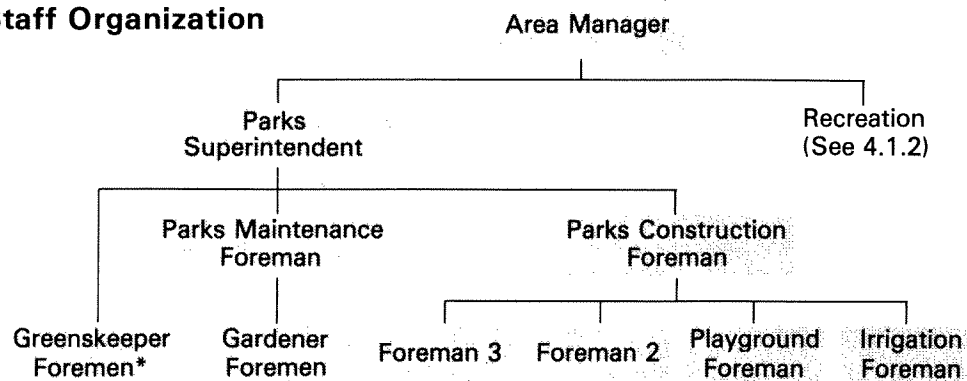 Staff Organization
Area Manager
Parks
Superintendent
Recreation
(See 4.1.2)
Parks Maintenance
Foreman
Parks Construction
Foreman
Greenskeeper
Foremen*
Gardener
Foremen
Foreman 3
Foreman 2
Playground
Foreman
Irrigation
Foreman